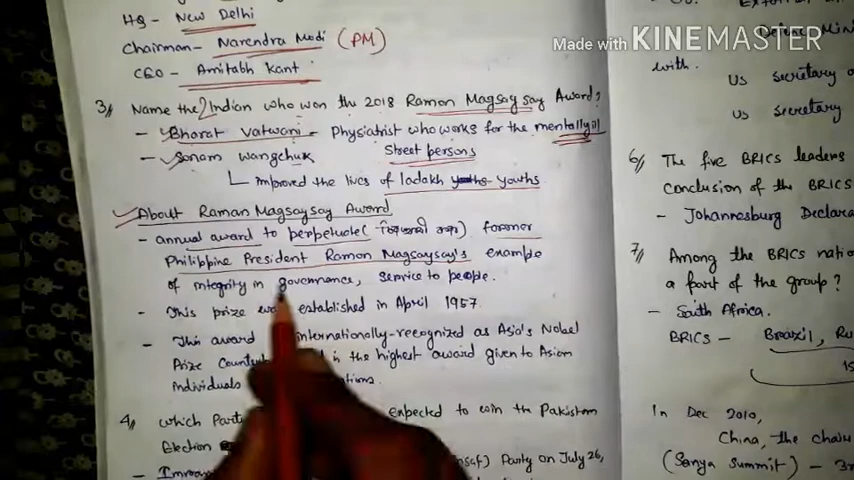 HQ - New Delhi
Chairman - Narendra Modi (PM)
CEO - Amitabh Kant
3) Name the 2 Indian who won the 2018 Ramon Magsaysay Award?
- Bharat Vatwani - Physiatrist who works for the mentally ill
street persons
- Sonam Wangchuk
improved the lives of ladakh youths
About Raman Magsaysay Award
- annual award to perpetuate ( ) former
Philippine President Ramon Magsaysay's example
of integrity in governance, service to people.
- This prize established in April 1957
- This award internationally-recognized as Asia's Nobel
Prize is the highest award given to Asian
individuals
4) which expected to win the Pakistan
Election
- Party on July 26,
Made with KINEMASTER
with.
US secretary
US secretary
6) The five BRICS leaders
conclusion of the BRICS
- Johannesburg Declara
7) Among the BRICS natio
a part of the group?
- South Africa.
BRICS - Brazil, Ru
In Dec 2010,
China, the chair
(Sanya Summit) - 3r